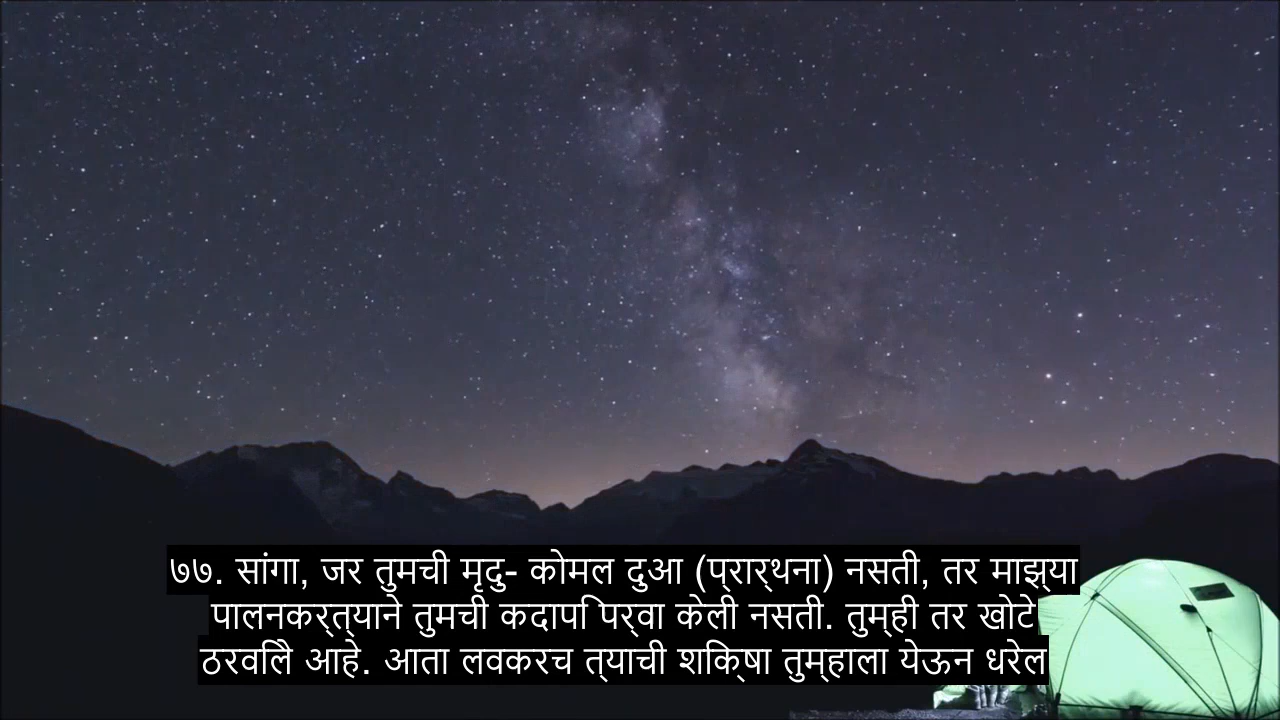 ७७. सांगा, जर तुमची मृदु- कोमल दुआ (प्रार्थना) नसती, तर माझ्या
पालनकर्त्याने तुमची कदापि पर्वा केली नसती. तुम्ही तर खोटे
ठरविले आहे. आता लवकरच त्याची शिक्षा तुम्हाला येऊन धरेल